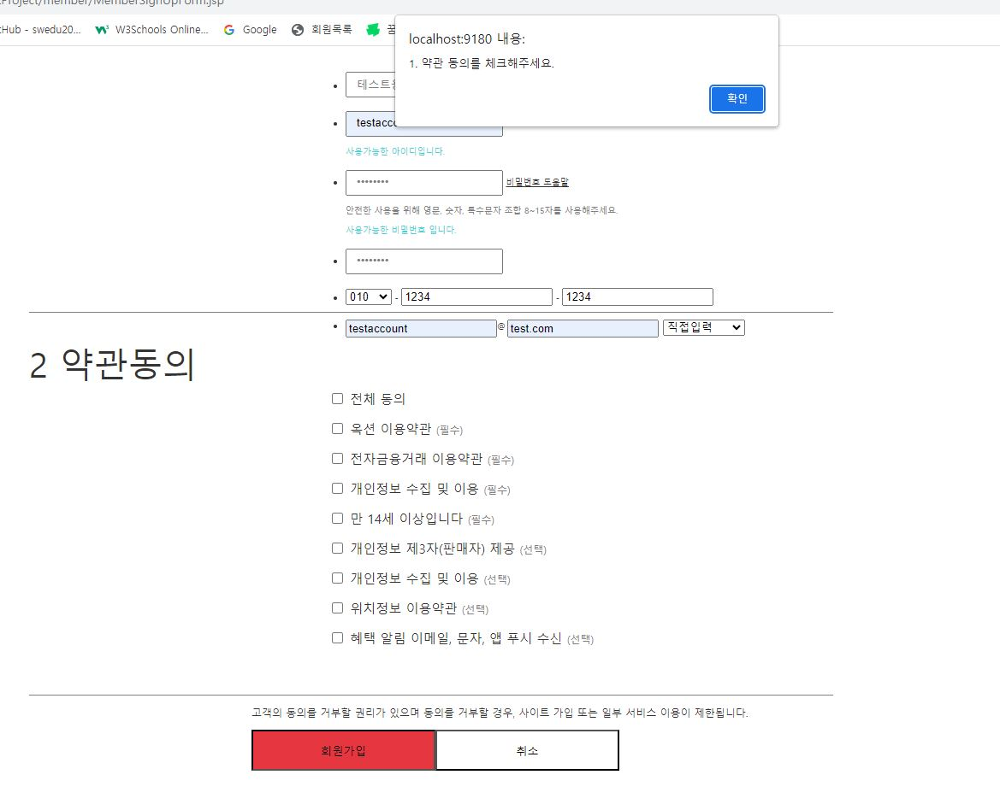 Project/member/MemberSignUpForm.jsp
Hub - swedu20...
W3Schools Online...
Google
회원목록
localhost:9180 내용:
1. 약관 동의를 체크해주세요.
확인
사용가능한 아이디입니다.
비밀번호 도움말
안전한 사용을 위해 영문, 숫자, 특수문자 조합 8~15자를 사용해주세요.
사용가능한 비밀번호 입니다.
010 - 1234 - 1234
testaccount @ test.com 직접입력
2 약관동의
전체 동의
옥션 이용약관 (필수)
전자금융거래 이용약관 (필수)
개인정보 수집 및 이용 (필수)
만 14세 이상입니다 (필수)
개인정보 제3자(판매자) 제공 (선택)
개인정보 수집 및 이용 (선택)
위치정보 이용약관 (선택)
혜택 알림 이메일, 문자, 앱 푸시 수신 (선택)
고객의 동의를 거부할 권리가 있으며 동의를 거부할 경우, 사이트 가입 또는 일부 서비스 이용이 제한됩니다.
회원가입 취소